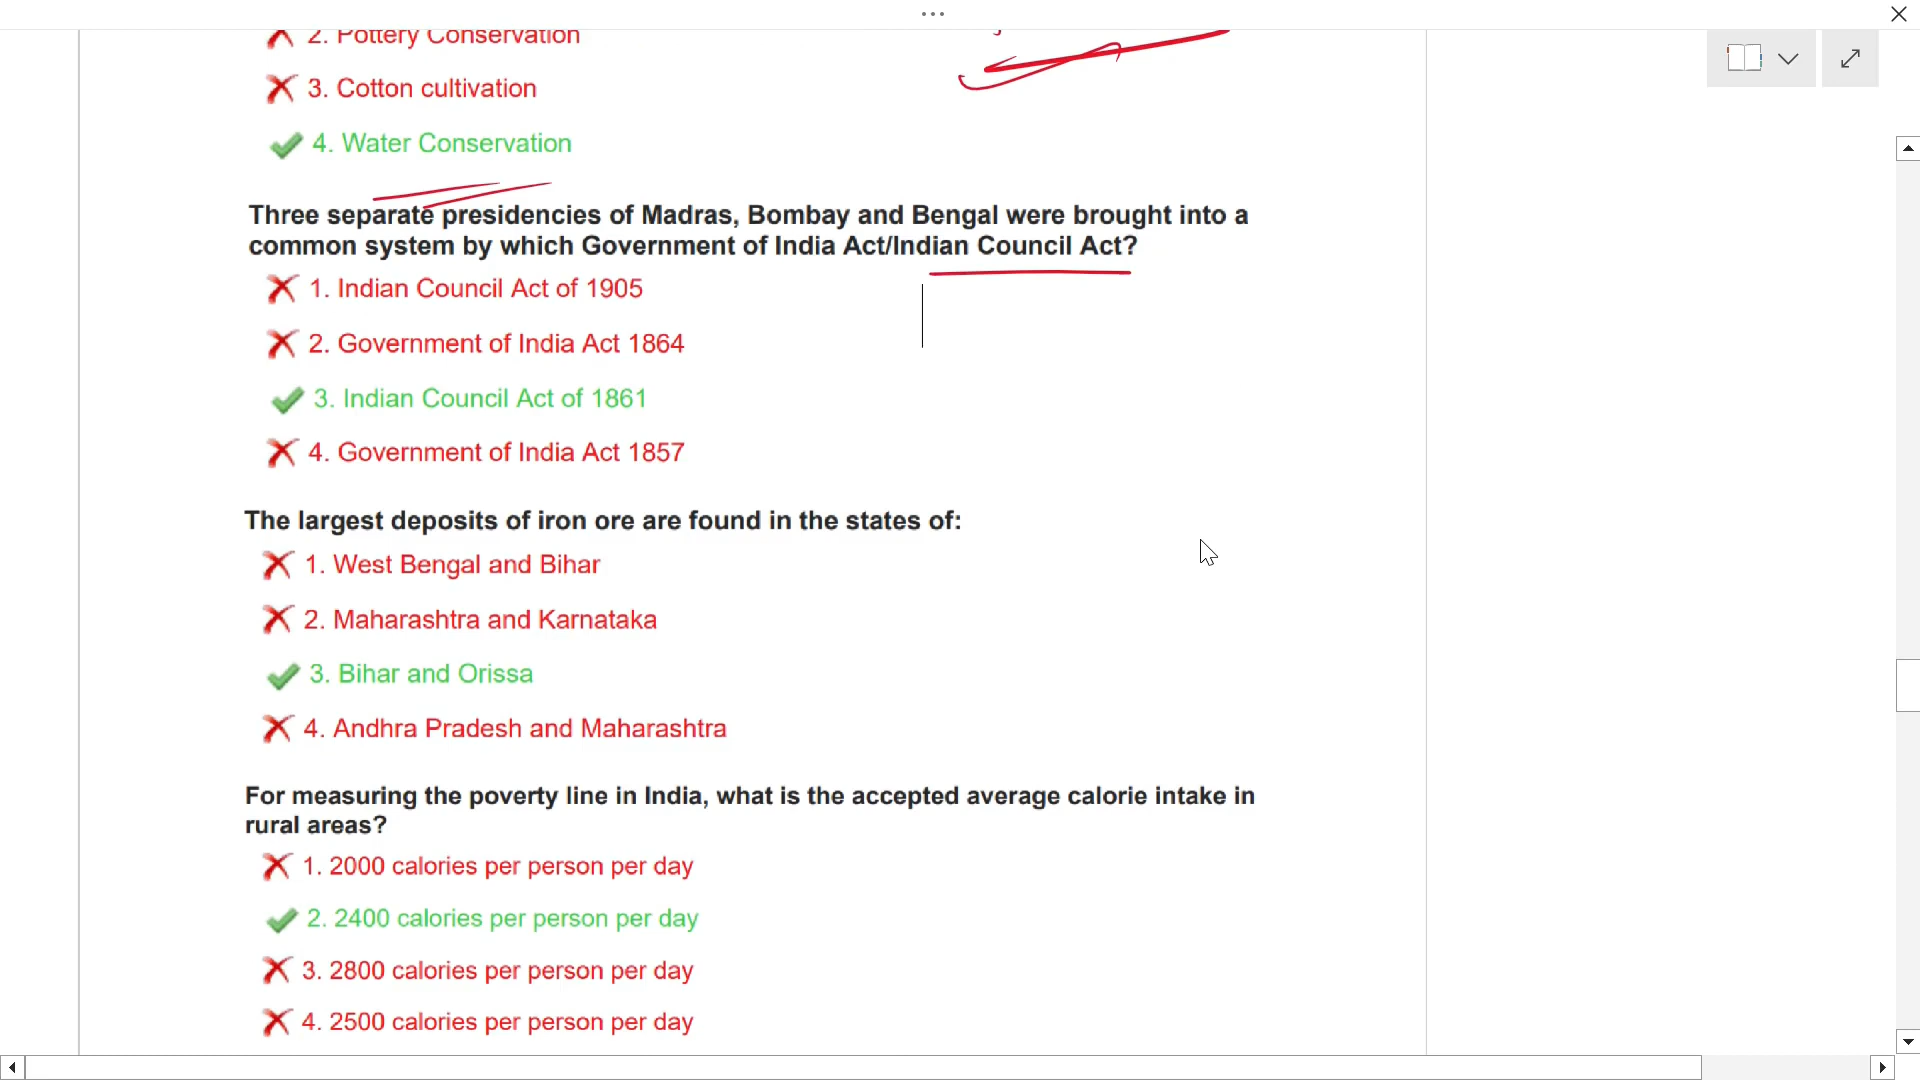 2. Pottery Conservation
3. Cotton cultivation
4. Water Conservation
Three separate presidencies of Madras, Bombay and Bengal were brought into a
common system by which Government of India Act/Indian Council Act?
1. Indian Council Act of 1905
2. Government of India Act 1864
3. Indian Council Act of 1861
4. Government of India Act 1857
The largest deposits of iron ore are found in the states of:
1. West Bengal and Bihar
2. Maharashtra and Karnataka
3. Bihar and Orissa
4. Andhra Pradesh and Maharashtra
For measuring the poverty line in India, what is the accepted average calorie intake in
rural areas?
1. 2000 calories per person per day
2. 2400 calories per person per day
3. 2800 calories per person per day
4. 2500 calories per person per day